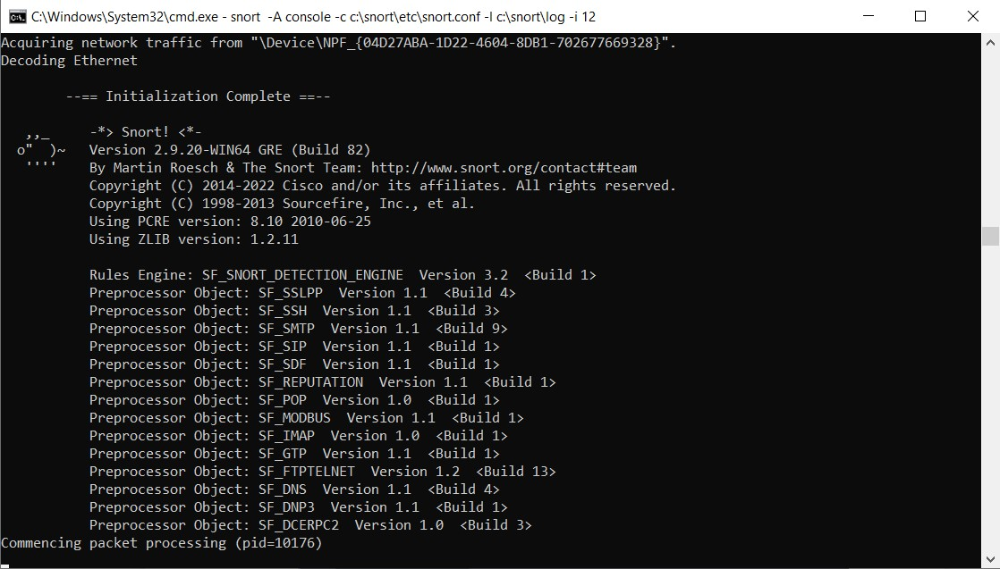 C:\Windows\System32\cmd.exe - snort  -A console -c c:\snort\etc\snort.conf -l c:\snort\log -i 12
Acquiring network traffic from "\Device\NPF_{04D27ABA-1D22-4604-8DB1-702677669328}".
Decoding Ethernet
--== Initialization Complete ==--
,,_     -*> Snort! <*-
o"  )~   Version 2.9.20-WIN64 GRE (Build 82)
''''    By Martin Roesch & The Snort Team: http://www.snort.org/contact#team
Copyright (C) 2014-2022 Cisco and/or its affiliates. All rights reserved.
Copyright (C) 1998-2013 Sourcefire, Inc., et al.
Using PCRE version: 8.10 2010-06-25
Using ZLIB version: 1.2.11
Rules Engine: SF_SNORT_DETECTION_ENGINE  Version 3.2  <Build 1>
Preprocessor Object: SF_SSLPP  Version 1.1  <Build 4>
Preprocessor Object: SF_SSH  Version 1.1  <Build 3>
Preprocessor Object: SF_SMTP  Version 1.1  <Build 9>
Preprocessor Object: SF_SIP  Version 1.1  <Build 1>
Preprocessor Object: SF_SDF  Version 1.1  <Build 1>
Preprocessor Object: SF_REPUTATION  Version 1.1  <Build 1>
Preprocessor Object: SF_POP  Version 1.0  <Build 1>
Preprocessor Object: SF_MODBUS  Version 1.1  <Build 1>
Preprocessor Object: SF_IMAP  Version 1.0  <Build 1>
Preprocessor Object: SF_GTP  Version 1.1  <Build 1>
Preprocessor Object: SF_FTPTELNET  Version 1.2  <Build 13>
Preprocessor Object: SF_DNS  Version 1.1  <Build 4>
Preprocessor Object: SF_DNP3  Version 1.1  <Build 1>
Preprocessor Object: SF_DCERPC2  Version 1.0  <Build 3>
Commencing packet processing (pid=10176)